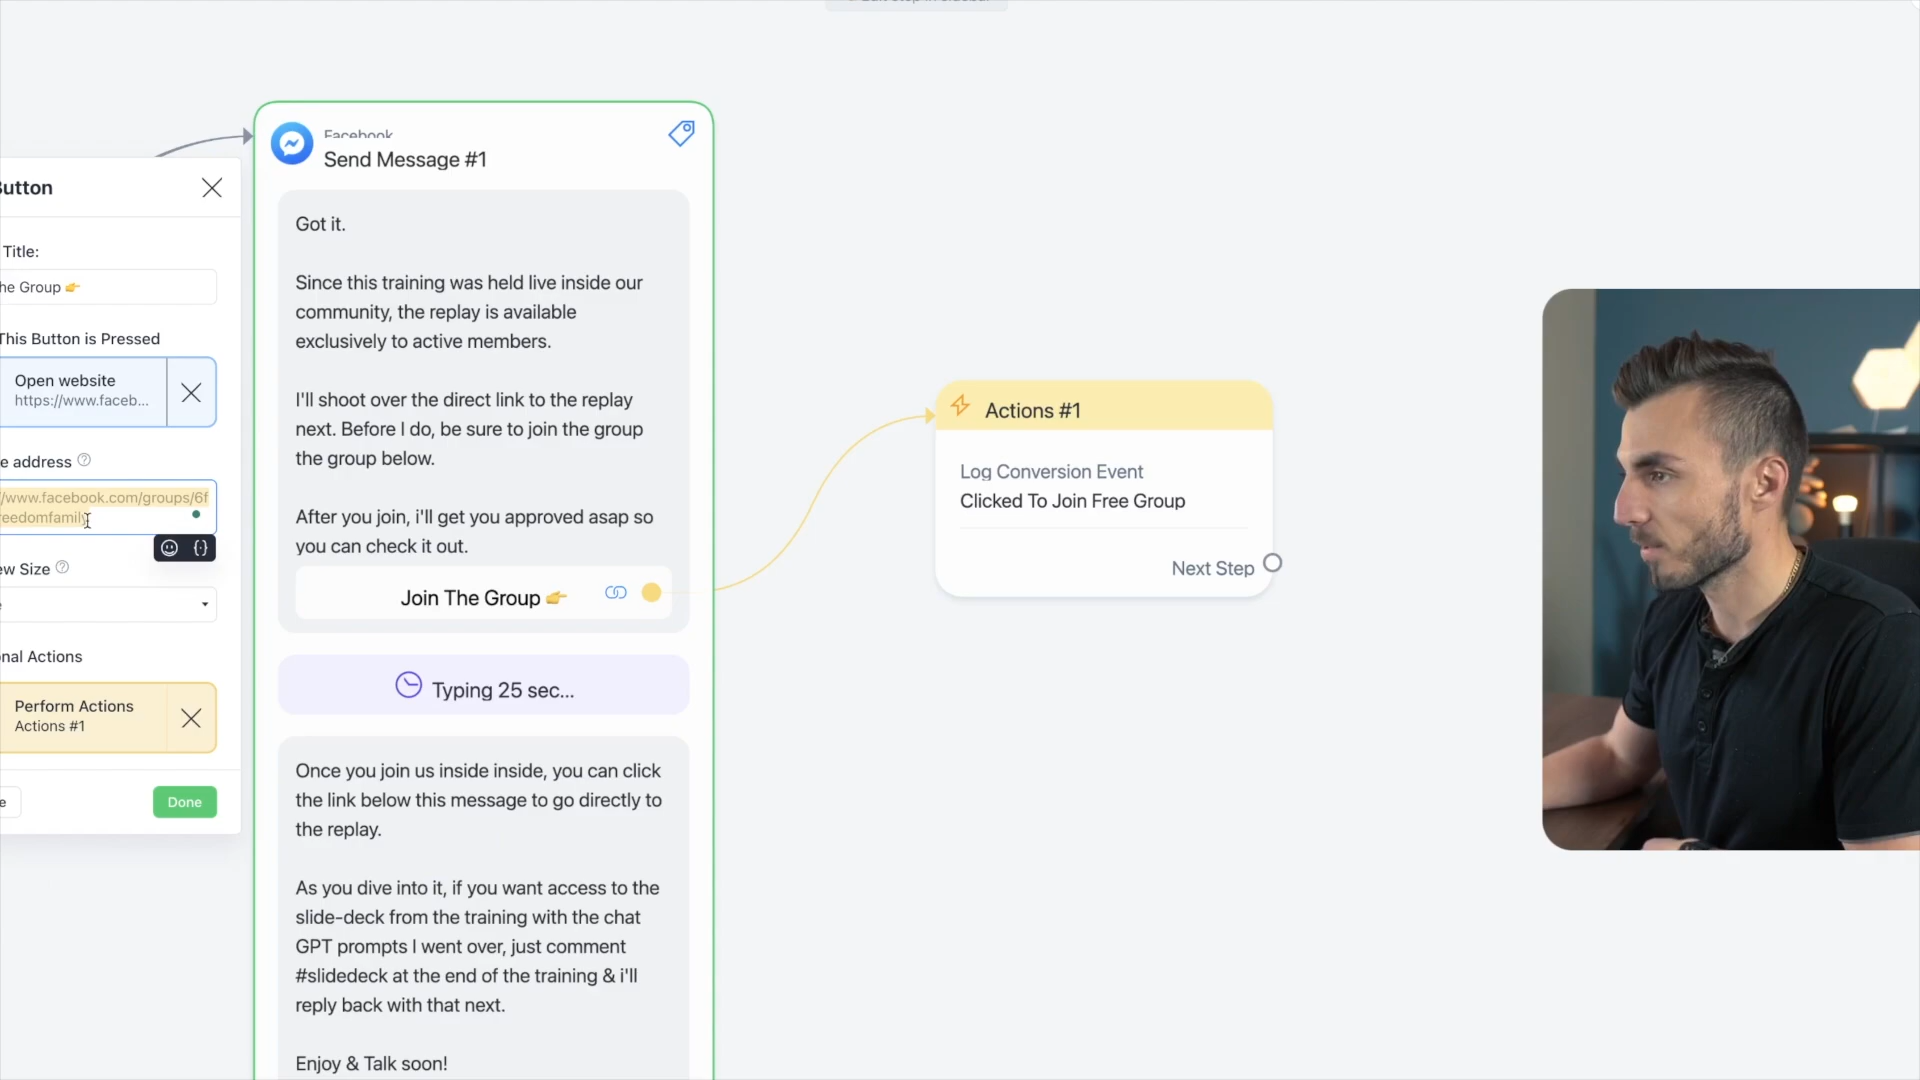 Facebook
Send Message #1
Got it.
Since this training was held live inside our
community, the replay is available
exclusively to active members.
I'll shoot over the direct link to the replay
next. Before I do, be sure to join the group
the group below.
After you join, i'll get you approved asap so
you can check it out.
Join The Group 👉
Typing 25 sec...
Once you join us inside inside, you can click
the link below this message to go directly to
the replay.
As you dive into it, if you want access to the
slide-deck from the training with the chat
GPT prompts I went over, just comment
#slidedeck at the end of the training & i'll
reply back with that next.
Enjoy & Talk soon!
Button
Title:
he Group 👉
This Button is Pressed
Open website
https://www.faceb...
e address
/www.facebook.com/groups/6f
reedomfamily
ew Size
nal Actions
Perform Actions
Actions #1
e
Done
Actions #1
Log Conversion Event
Clicked To Join Free Group
Next Step